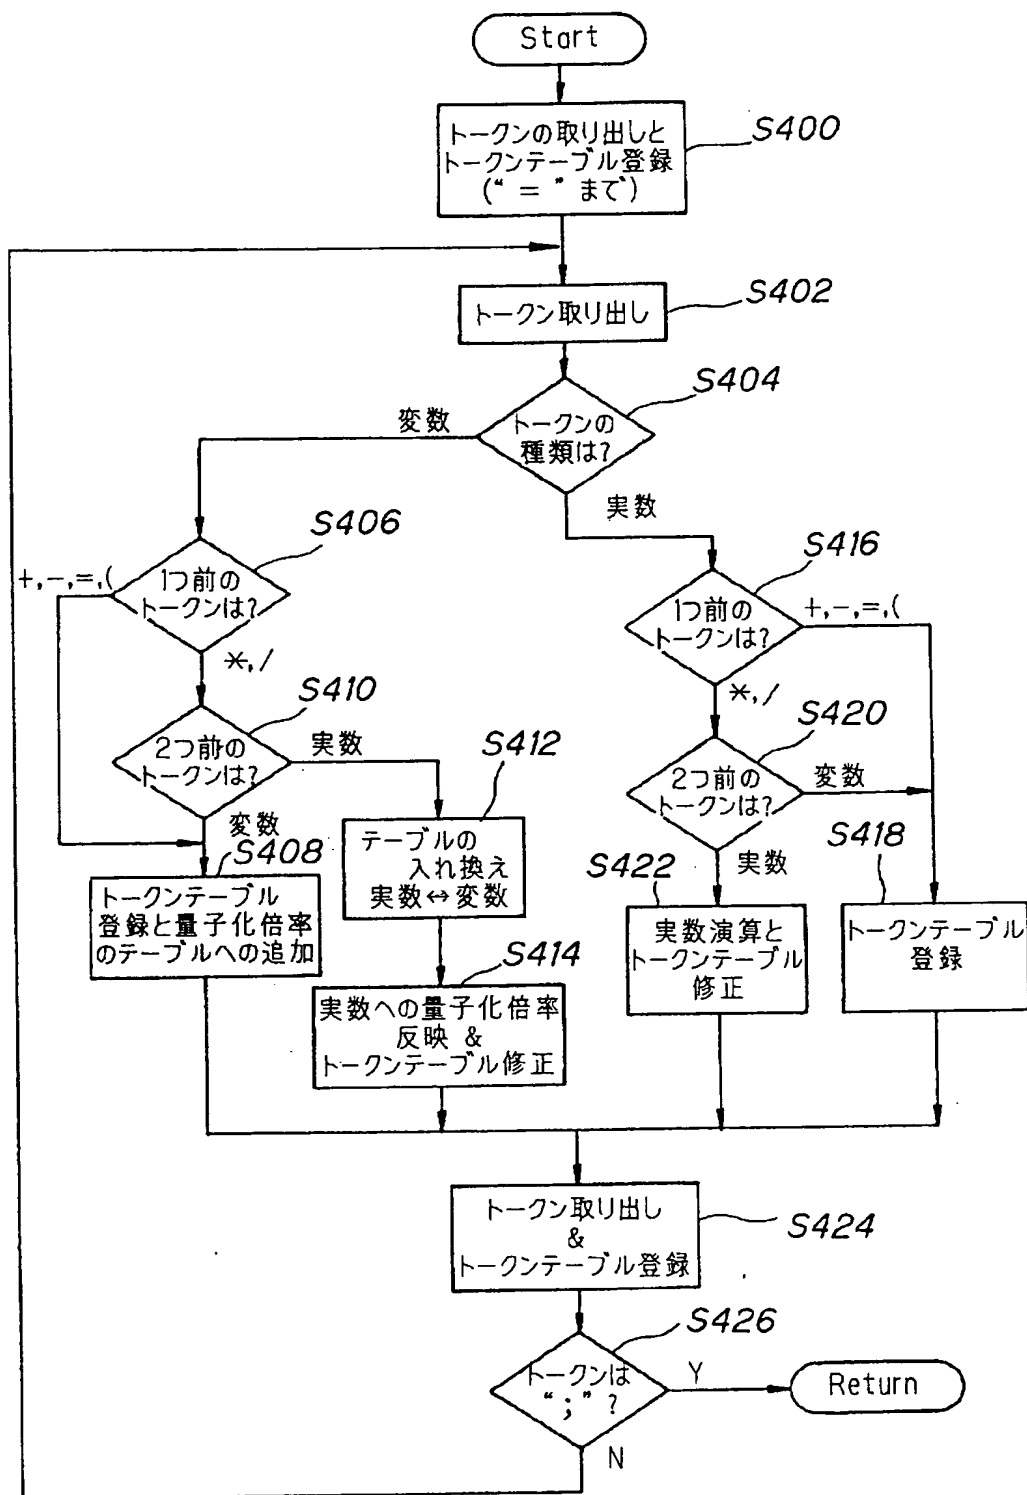 Start
トークンの取り出しと
トークンテーブル登録
(“ = ” まで)
S400
トークン取り出し
S402
トークンの
種類は?
S404
変数
実数
1つ前の
トークンは?
S406
+,-,=,(
*,/
1つ前の
トークンは?
S416
+,-,=,(
*,/
2つ前の
トークンは?
S410
実数
変数
2つ前の
トークンは?
S420
変数
実数
S412
テーブルの
入れ換え
実数↔変数
S408
トークンテーブル
登録と量子化倍率
のテーブルへの追加
S422
実数演算と
トークンテーブル
修正
S418
トークンテーブル
登録
S414
実数への量子化倍率
反映 &
トークンテーブル修正
トークン取り出し
&
トークンテーブル登録
S424
トークンは
“ ; ” ?
S426
Y
N
Return